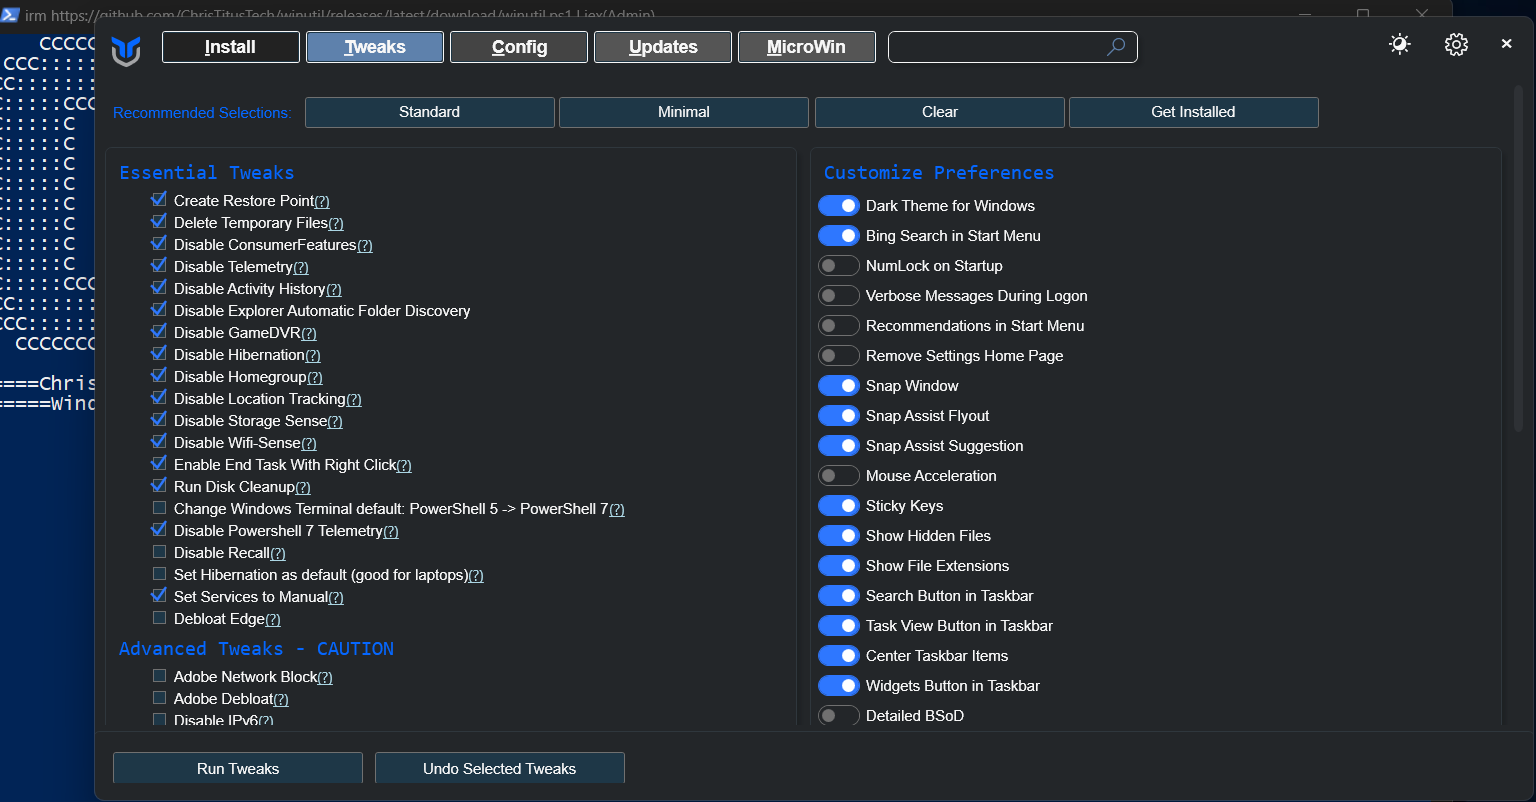 irm https://github.com/ChrisTitusTech/winutil/releases/latest/download/winutil.ps1 | iex(Admin)
Install
Tweaks
Config
Updates
MicroWin
Recommended Selections:
Standard
Minimal
Clear
Get Installed
CCCCC
CCC:::::
CC:::::::
C:::::CCC
C:::::C
C:::::C
C:::::C
C:::::C
C:::::C
C:::::C
C:::::C
C:::::C
C:::::CCC
CC:::::::
CCC:::::
CCCCCCC
====Chris
=====Wind
Essential Tweaks
Create Restore Point(?)
Delete Temporary Files(?)
Disable ConsumerFeatures(?)
Disable Telemetry(?)
Disable Activity History(?)
Disable Explorer Automatic Folder Discovery
Disable GameDVR(?)
Disable Hibernation(?)
Disable Homegroup(?)
Disable Location Tracking(?)
Disable Storage Sense(?)
Disable Wifi-Sense(?)
Enable End Task With Right Click(?)
Run Disk Cleanup(?)
Change Windows Terminal default: PowerShell 5 -> PowerShell 7(?)
Disable Powershell 7 Telemetry(?)
Disable Recall(?)
Set Hibernation as default (good for laptops)(?)
Set Services to Manual(?)
Debloat Edge(?)
Advanced Tweaks - CAUTION
Adobe Network Block(?)
Adobe Debloat(?)
Disable IPv6(?)
Customize Preferences
Dark Theme for Windows
Bing Search in Start Menu
NumLock on Startup
Verbose Messages During Logon
Recommendations in Start Menu
Remove Settings Home Page
Snap Window
Snap Assist Flyout
Snap Assist Suggestion
Mouse Acceleration
Sticky Keys
Show Hidden Files
Show File Extensions
Search Button in Taskbar
Task View Button in Taskbar
Center Taskbar Items
Widgets Button in Taskbar
Detailed BSoD
Run Tweaks
Undo Selected Tweaks